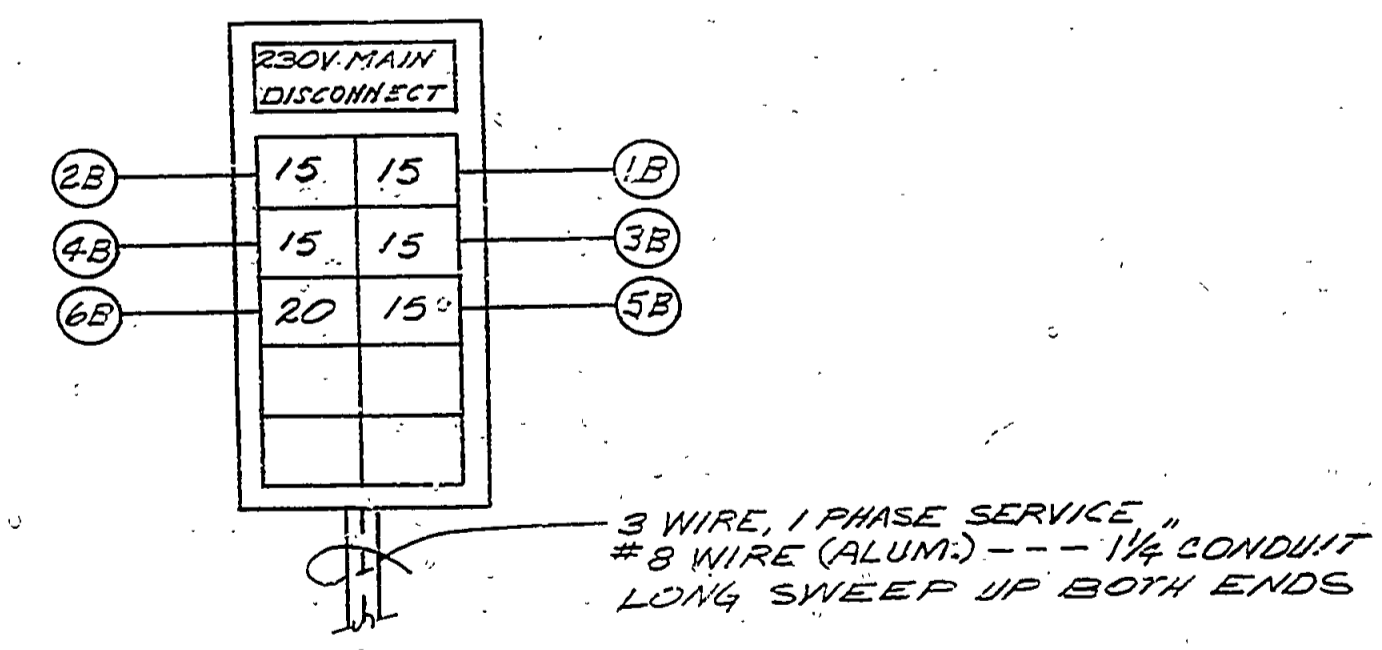 230V. MAIN
DISCONNECT
2B 15 15 1B
4B 15 15 3B
6B 20 15 5B
3 WIRE, 1 PHASE SERVICE,
#8 WIRE (ALUM.) --- 1¼" CONDUIT
LONG SWEEP UP BOTH ENDS